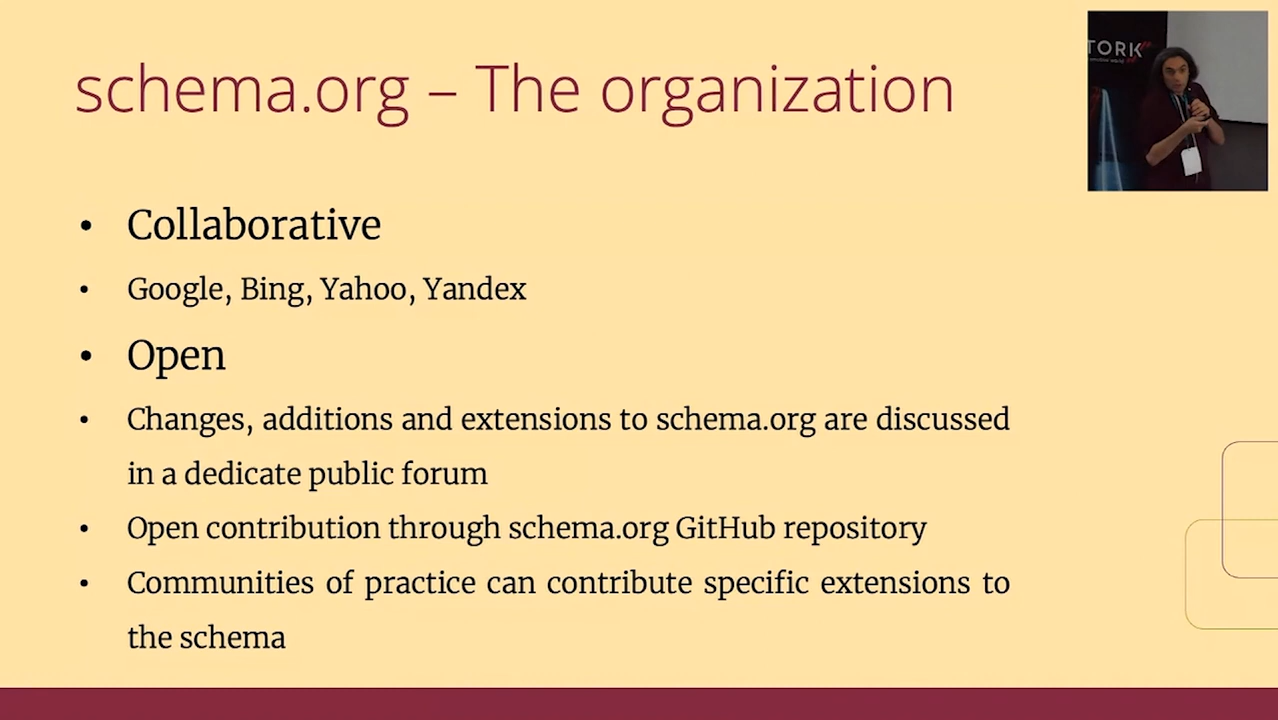 schema.org – The organization
TORK
• Collaborative
• Google, Bing, Yahoo, Yandex
• Open
• Changes, additions and extensions to schema.org are discussed
in a dedicate public forum
• Open contribution through schema.org GitHub repository
• Communities of practice can contribute specific extensions to
the schema